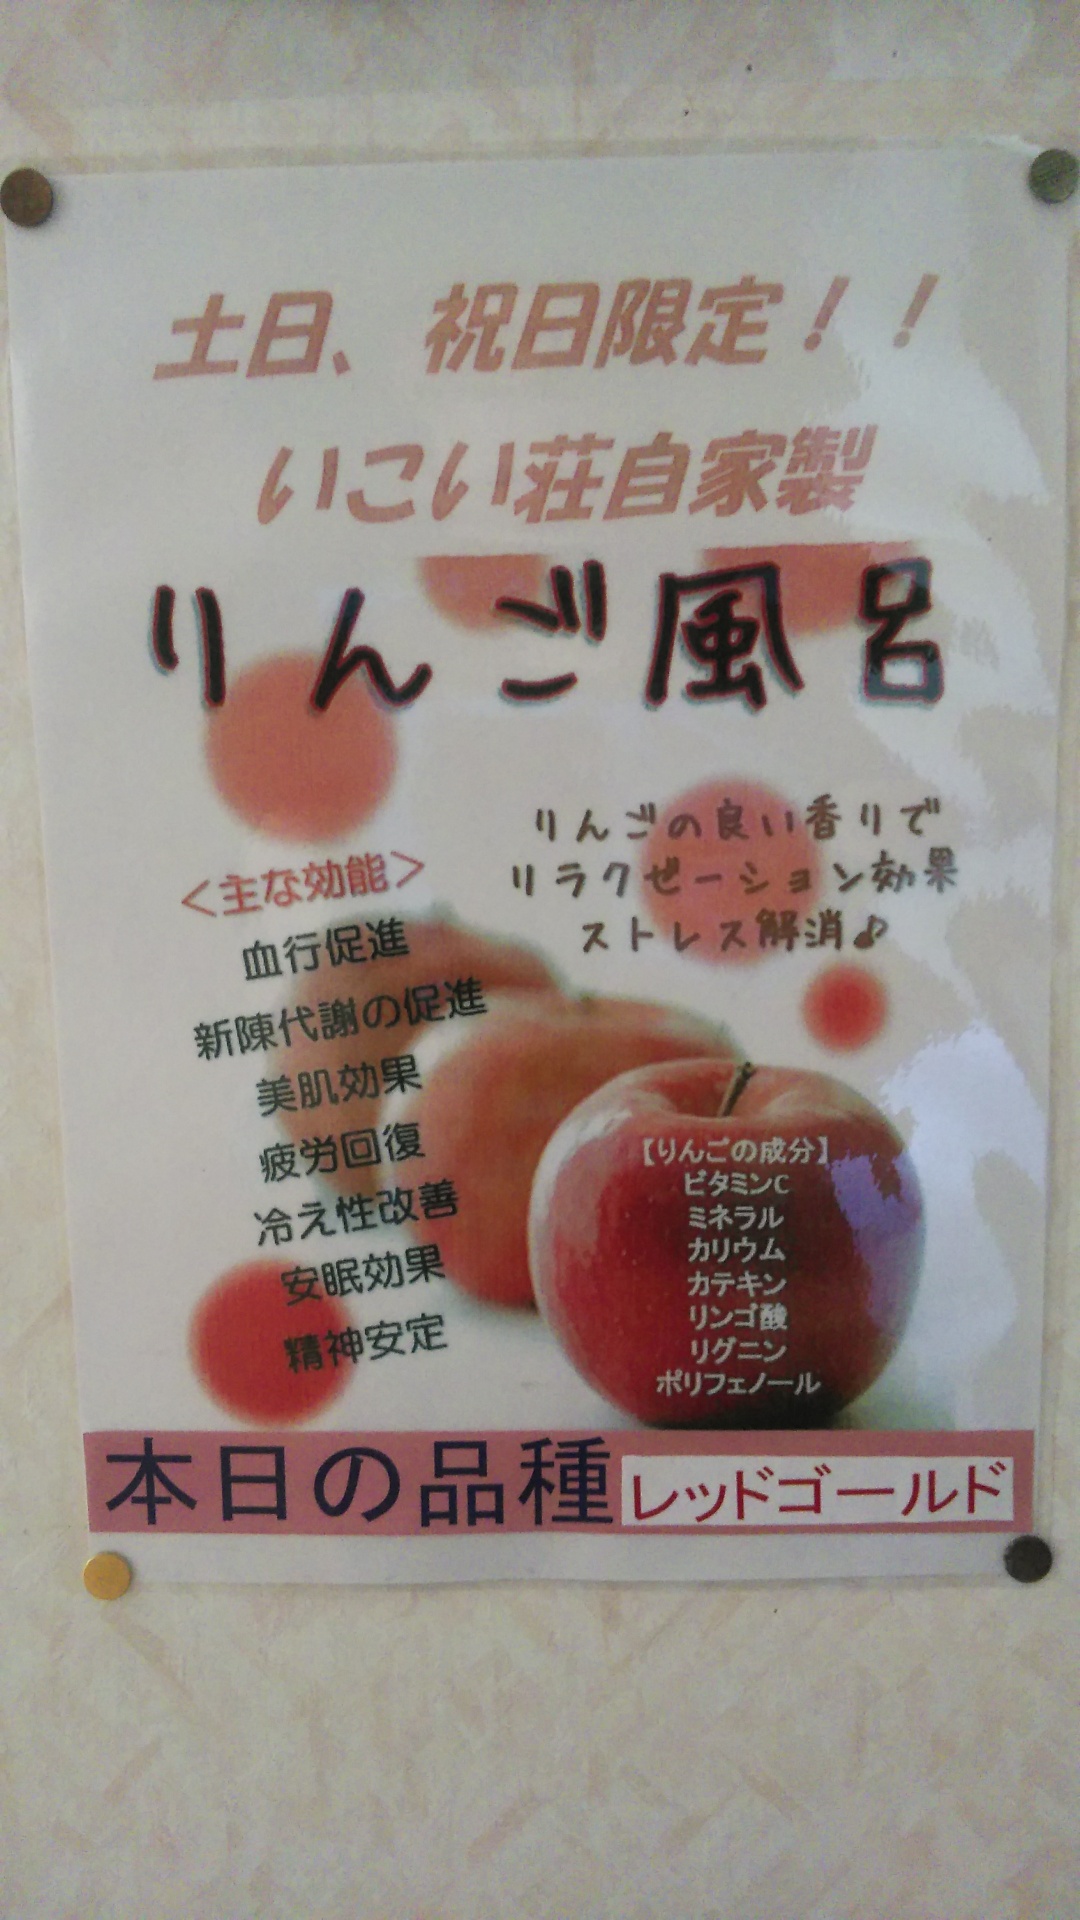 土日、祝日限定！！
いこい荘自家製
りんご風呂
りんごの良い香りで
リラクゼーション効果
ストレス解消♪
＜主な効能＞
血行促進
新陳代謝の促進
美肌効果
疲労回復
冷え性改善
安眠効果
精神安定
【りんごの成分】
ビタミンC
ミネラル
カリウム
カテキン
リンゴ酸
リグニン
ポリフェノール
本日の品種 レッドゴールド